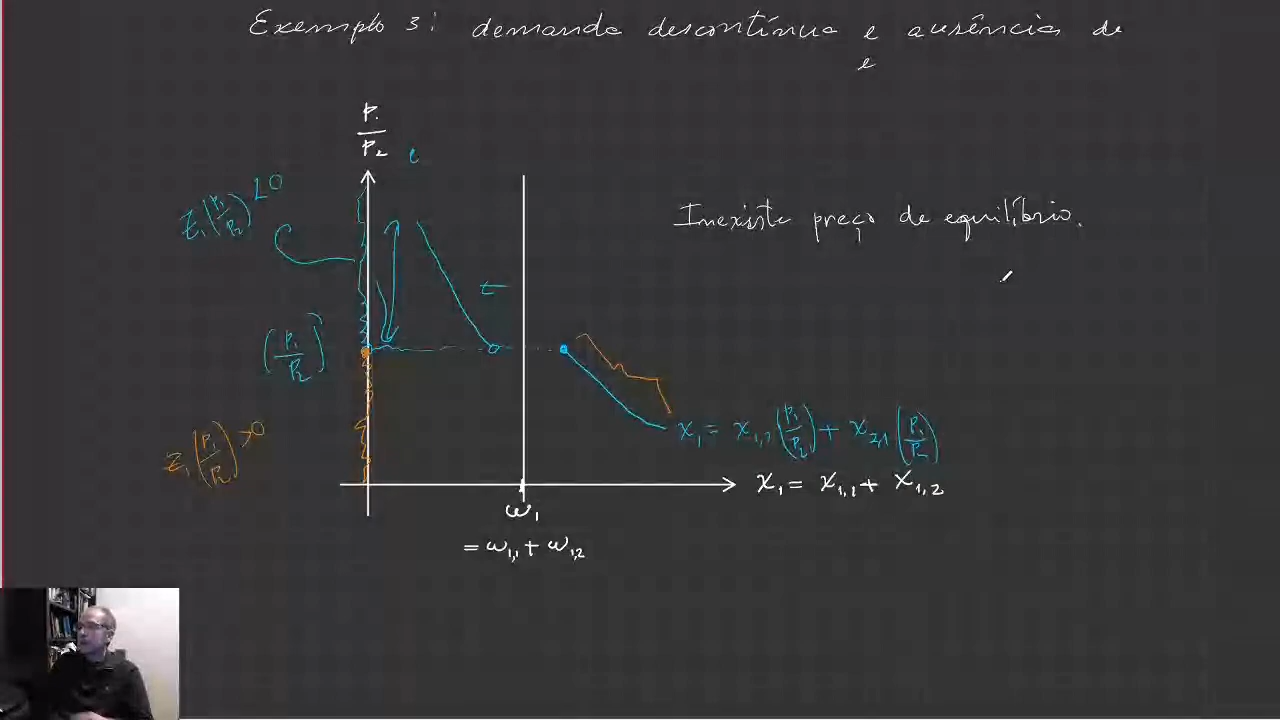 Exemplo 3: demanda descontínua e ausência de
e
P₁/P₂
Z₁(P₁/P₂) < 0
Inexiste preço de equilíbrio.
(P₁/P₂)
Z₁(P₁/P₂) > 0
x₁ = x₁,₁(P₁/P₂) + x₂,₁(P₁/P₂)
x₁ = x₁,₁ + x₁,₂
ω₁
= ω₁,₁ + ω₁,₂